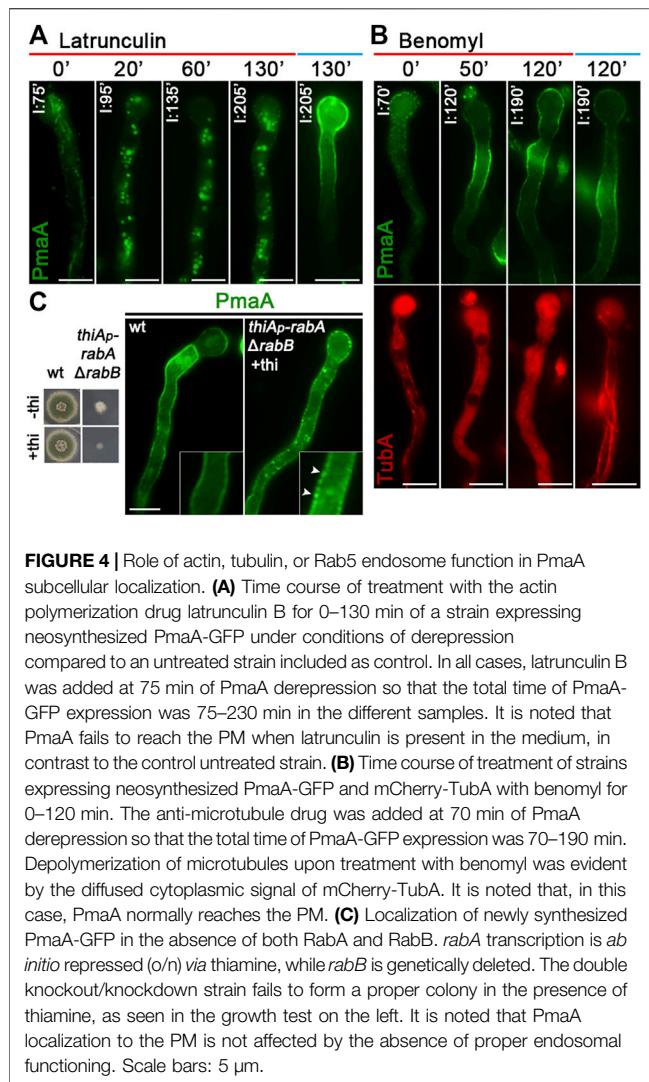 A Latrunculin
0' 20' 60' 130' 130'
I:75' I:95' I:135' I:205' I:205'
PmaA
B Benomyl
0' 50' 120' 120'
I:70' I:120' I:190' I:190'
PmaA
TubA
C PmaA
thiAp-
rabA
wt ΔrabB
-thi
+thi
wt
thiAp-rabA
ΔrabB
+thi
FIGURE 4 | Role of actin, tubulin, or Rab5 endosome function in PmaA
subcellular localization. (A) Time course of treatment with the actin
polymerization drug latrunculin B for 0–130 min of a strain expressing
neosynthesized PmaA-GFP under conditions of derepression
compared to an untreated strain included as control. In all cases, latrunculin B
was added at 75 min of PmaA derepression so that the total time of PmaA-
GFP expression was 75–230 min in the different samples. It is noted that
PmaA fails to reach the PM when latrunculin is present in the medium, in
contrast to the control untreated strain. (B) Time course of treatment of strains
expressing neosynthesized PmaA-GFP and mCherry-TubA with benomyl for
0–120 min. The anti-microtubule drug was added at 70 min of PmaA
derepression so that the total time of PmaA-GFP expression was 70–190 min.
Depolymerization of microtubules upon treatment with benomyl was evident
by the diffused cytoplasmic signal of mCherry-TubA. It is noted that, in this
case, PmaA normally reaches the PM. (C) Localization of newly synthesized
PmaA-GFP in the absence of both RabA and RabB. rabA transcription is ab
initio repressed (o/n) via thiamine, while rabB is genetically deleted. The double
knockout/knockdown strain fails to form a proper colony in the presence of
thiamine, as seen in the growth test on the left. It is noted that PmaA
localization to the PM is not affected by the absence of proper endosomal
functioning. Scale bars: 5 μm.